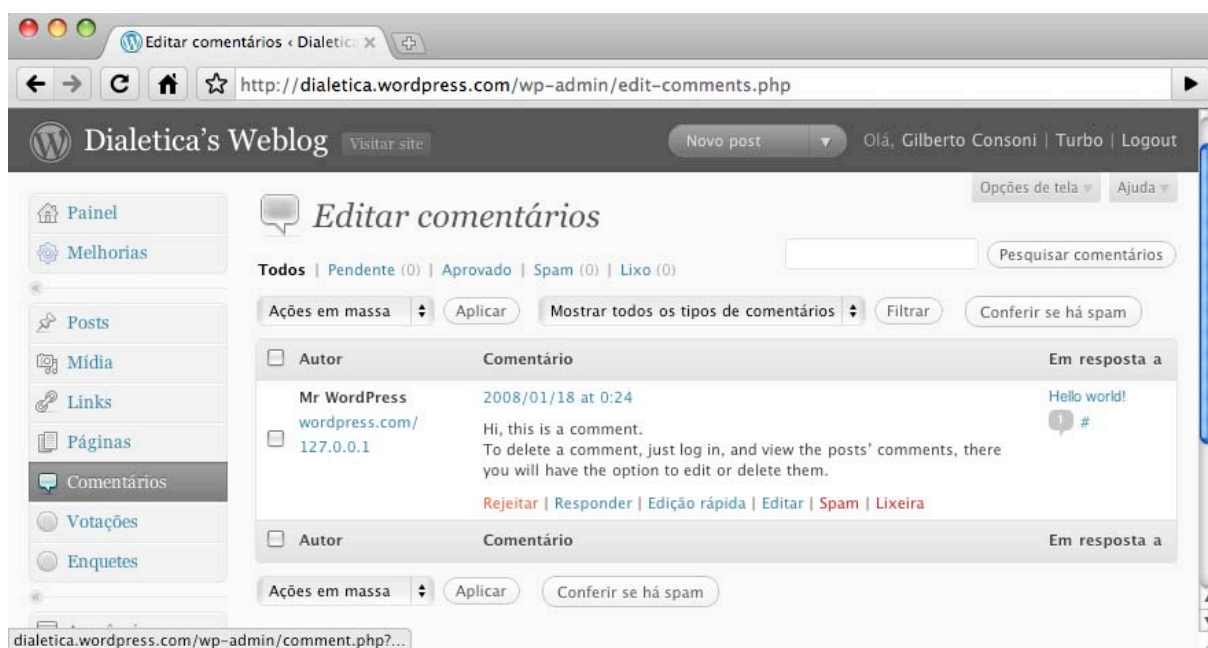 Editar comentários ‹ Dialetica
http://dialetica.wordpress.com/wp-admin/edit-comments.php
Dialetica's Weblog Visitar site Novo post Olá, Gilberto Consoni | Turbo | Logout
Opções de tela Ajuda
Painel
Melhorias
Posts
Mídia
Links
Páginas
Comentários
Votações
Enquetes
Editar comentários
Pesquisar comentários
Todos | Pendente (0) | Aprovado | Spam (0) | Lixo (0)
Ações em massa Aplicar Mostrar todos os tipos de comentários Filtrar Conferir se há spam
Autor Comentário Em resposta a
Mr WordPress
wordpress.com/
127.0.0.1
2008/01/18 at 0:24
Hi, this is a comment.
To delete a comment, just log in, and view the posts' comments, there
you will have the option to edit or delete them.
Rejeitar | Responder | Edição rápida | Editar | Spam | Lixeira
Hello world!
1 #
Autor Comentário Em resposta a
Ações em massa Aplicar Conferir se há spam
dialetica.wordpress.com/wp-admin/comment.php?...